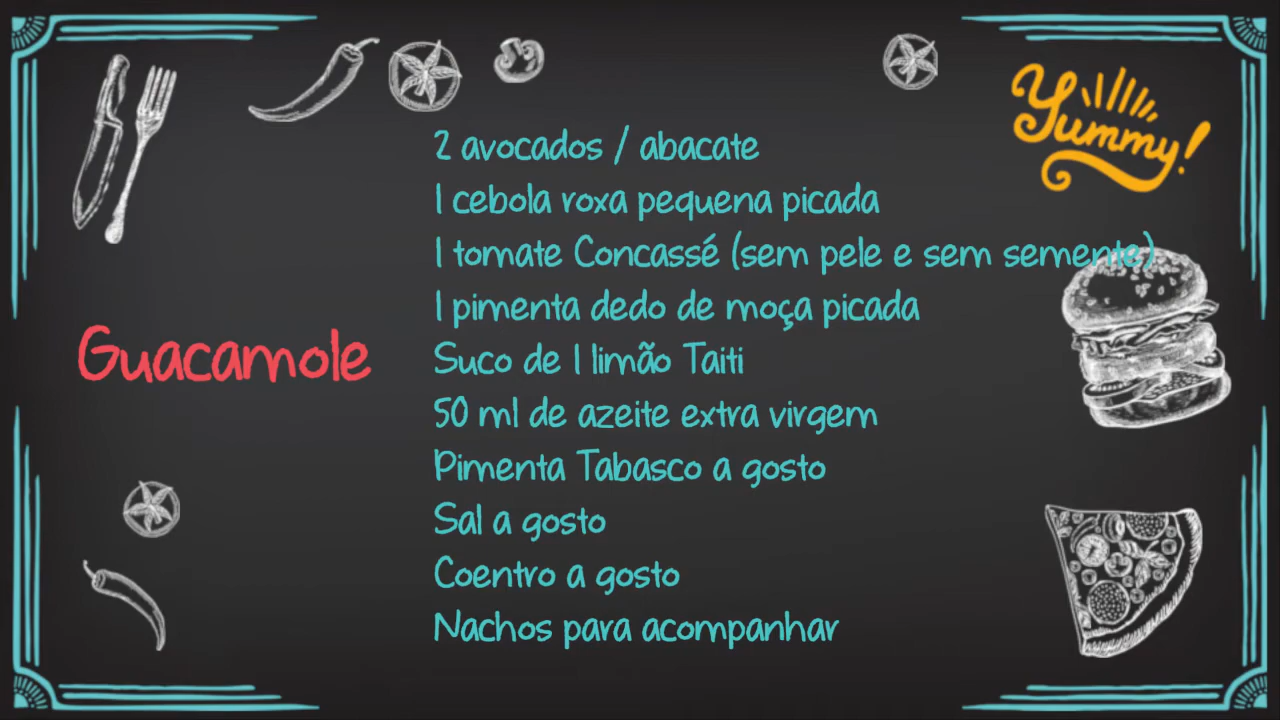 Yummy!
Guacamole
2 avocados / abacate
1 cebola roxa pequena picada
1 tomate Concassé (sem pele e sem semente)
1 pimenta dedo de moça picada
Suco de 1 limão Taiti
50 ml de azeite extra virgem
Pimenta Tabasco a gosto
Sal a gosto
Coentro a gosto
Nachos para acompanhar